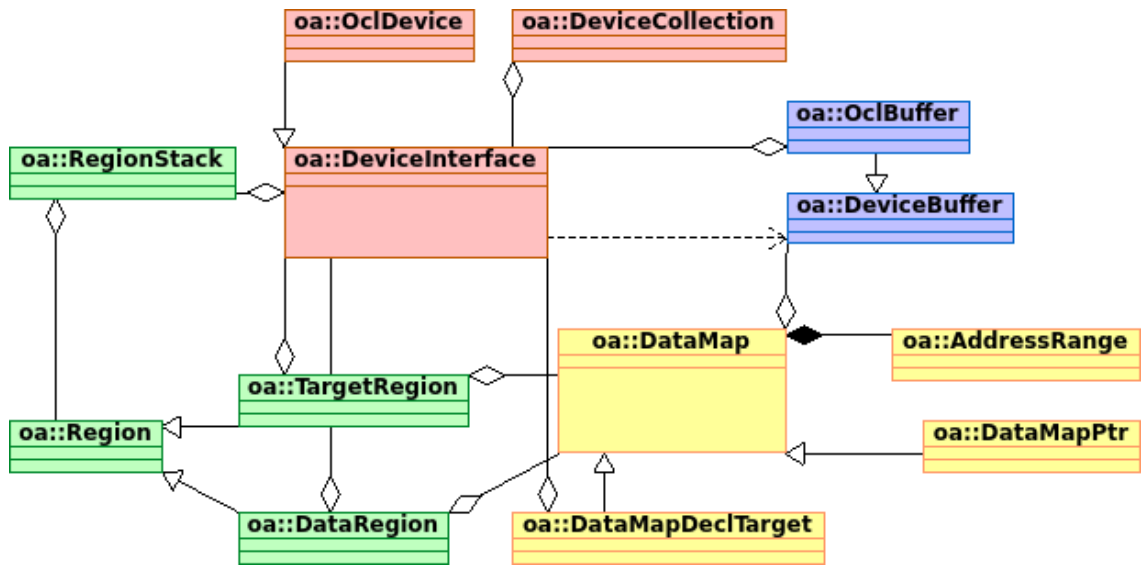 oa::OclDevice
oa::DeviceCollection
oa::OclBuffer
oa::RegionStack
oa::DeviceInterface
oa::DeviceBuffer
oa::DataMap
oa::AddressRange
oa::TargetRegion
oa::Region
oa::DataMapPtr
oa::DataRegion
oa::DataMapDeclTarget